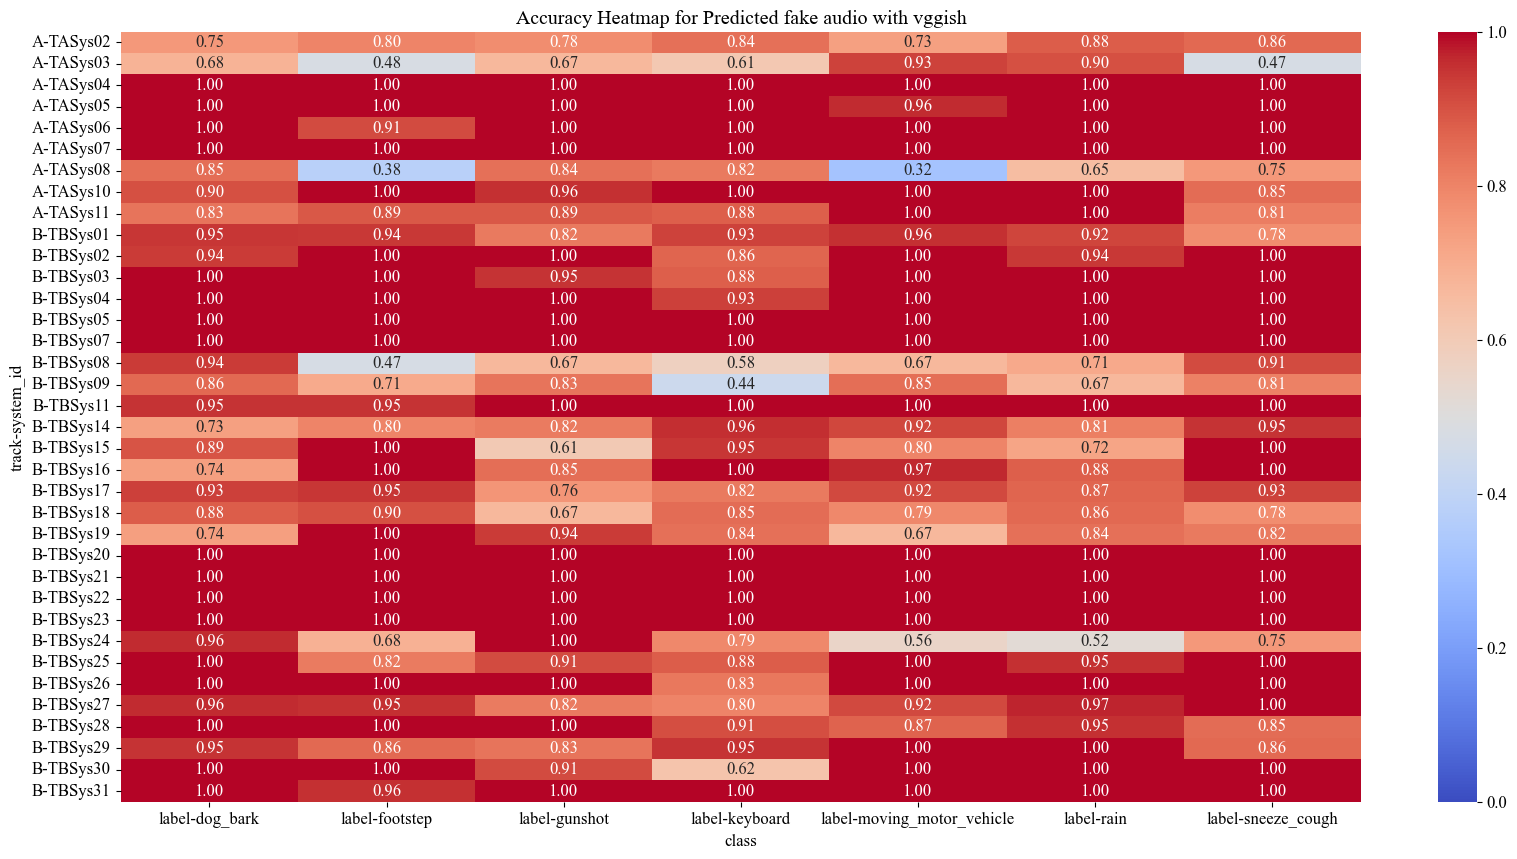 Accuracy Heatmap for Predicted fake audio with vggish
A-TASys02 0.75 0.80 0.78 0.84 0.73 0.88 0.86
A-TASys03 0.68 0.48 0.67 0.61 0.93 0.90 0.47
A-TASys04 1.00 1.00 1.00 1.00 1.00 1.00 1.00
A-TASys05 1.00 1.00 1.00 1.00 0.96 1.00 1.00
A-TASys06 1.00 0.91 1.00 1.00 1.00 1.00 1.00
A-TASys07 1.00 1.00 1.00 1.00 1.00 1.00 1.00
A-TASys08 0.85 0.38 0.84 0.82 0.32 0.65 0.75
A-TASys10 0.90 1.00 0.96 1.00 1.00 1.00 0.85
A-TASys11 0.83 0.89 0.89 0.88 1.00 1.00 0.81
B-TBSys01 0.95 0.94 0.82 0.93 0.96 0.92 0.78
B-TBSys02 0.94 1.00 1.00 0.86 1.00 0.94 1.00
B-TBSys03 1.00 1.00 0.95 0.88 1.00 1.00 1.00
B-TBSys04 1.00 1.00 1.00 0.93 1.00 1.00 1.00
B-TBSys05 1.00 1.00 1.00 1.00 1.00 1.00 1.00
B-TBSys07 1.00 1.00 1.00 1.00 1.00 1.00 1.00
B-TBSys08 0.94 0.47 0.67 0.58 0.67 0.71 0.91
B-TBSys09 0.86 0.71 0.83 0.44 0.85 0.67 0.81
B-TBSys11 0.95 0.95 1.00 1.00 1.00 1.00 1.00
B-TBSys14 0.73 0.80 0.82 0.96 0.92 0.81 0.95
B-TBSys15 0.89 1.00 0.61 0.95 0.80 0.72 1.00
B-TBSys16 0.74 1.00 0.85 1.00 0.97 0.88 1.00
B-TBSys17 0.93 0.95 0.76 0.82 0.92 0.87 0.93
B-TBSys18 0.88 0.90 0.67 0.85 0.79 0.86 0.78
B-TBSys19 0.74 1.00 0.94 0.84 0.67 0.84 0.82
B-TBSys20 1.00 1.00 1.00 1.00 1.00 1.00 1.00
B-TBSys21 1.00 1.00 1.00 1.00 1.00 1.00 1.00
B-TBSys22 1.00 1.00 1.00 1.00 1.00 1.00 1.00
B-TBSys23 1.00 1.00 1.00 1.00 1.00 1.00 1.00
B-TBSys24 0.96 0.68 1.00 0.79 0.56 0.52 0.75
B-TBSys25 1.00 0.82 0.91 0.88 1.00 0.95 1.00
B-TBSys26 1.00 1.00 1.00 0.83 1.00 1.00 1.00
B-TBSys27 0.96 0.95 0.82 0.80 0.92 0.97 1.00
B-TBSys28 1.00 1.00 1.00 0.91 0.87 0.95 0.85
B-TBSys29 0.95 0.86 0.83 0.95 1.00 1.00 0.86
B-TBSys30 1.00 1.00 0.91 0.62 1.00 1.00 1.00
B-TBSys31 1.00 0.96 1.00 1.00 1.00 1.00 1.00
label-dog_bark label-footstep label-gunshot label-keyboard label-moving_motor_vehicle label-rain label-sneeze_cough
class
track-system_id
1.0
0.8
0.6
0.4
0.2
0.0